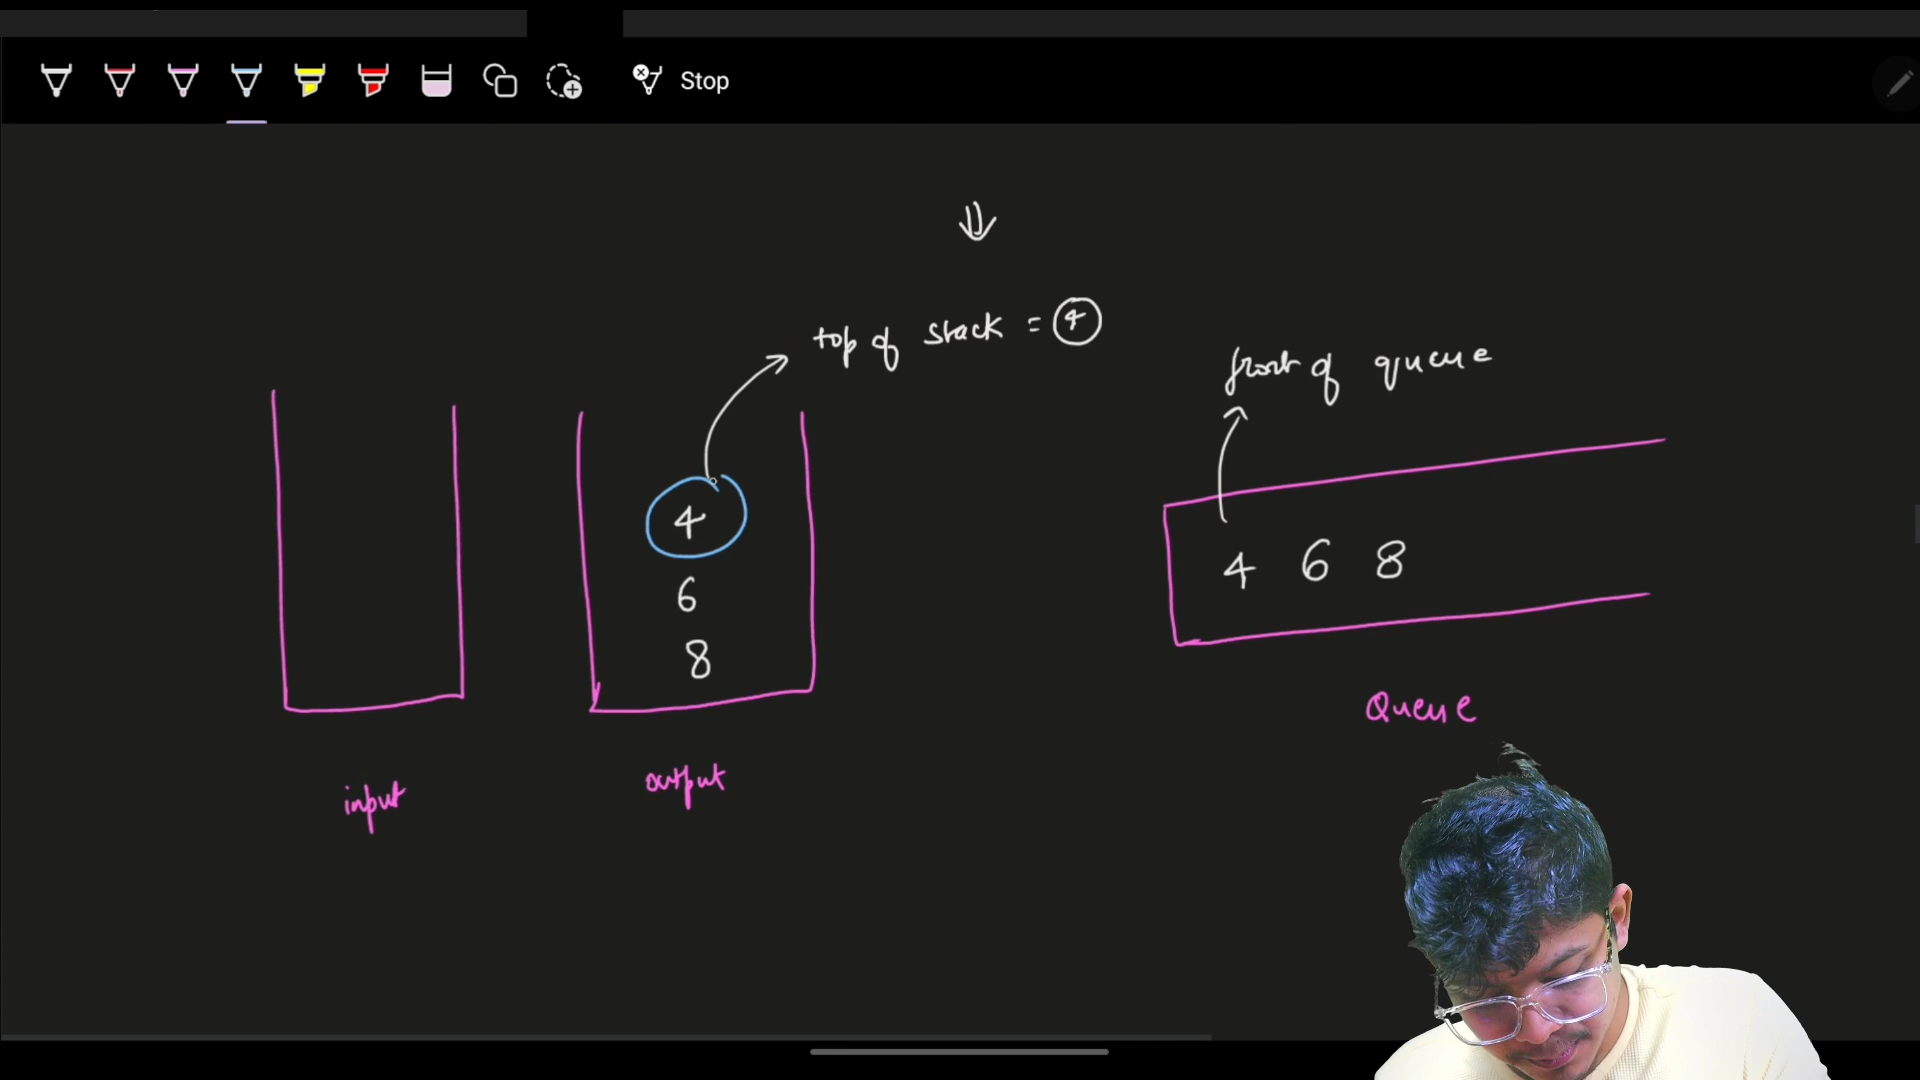 Stop
top of stack = 4
front of queue
4
6
8
4 6 8
Queue
input
output